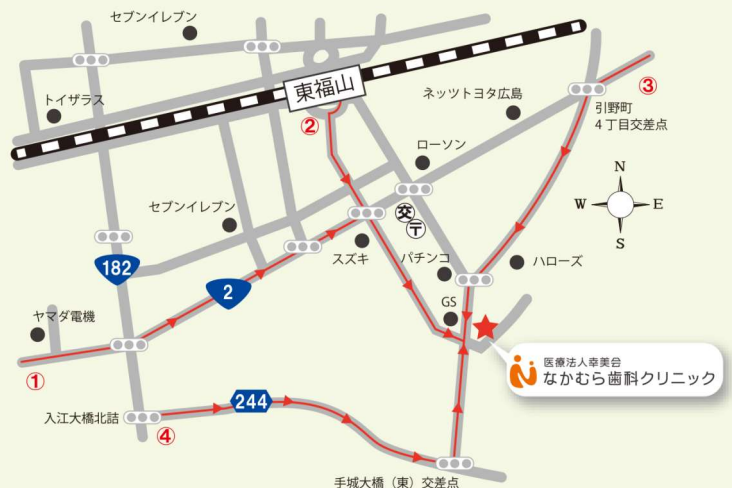 セブンイレブン
トイザラス
東福山
②
ネッツトヨタ広島
③
引野町
4丁目交差点
ローソン
セブンイレブン
交
〒
スズキ
パチンコ
ハローズ
GS
N
W
E
S
182
2
ヤマダ電機
①
医療法人幸美会
なかむら歯科クリニック
入江大橋北詰
④
244
手城大橋（東）交差点